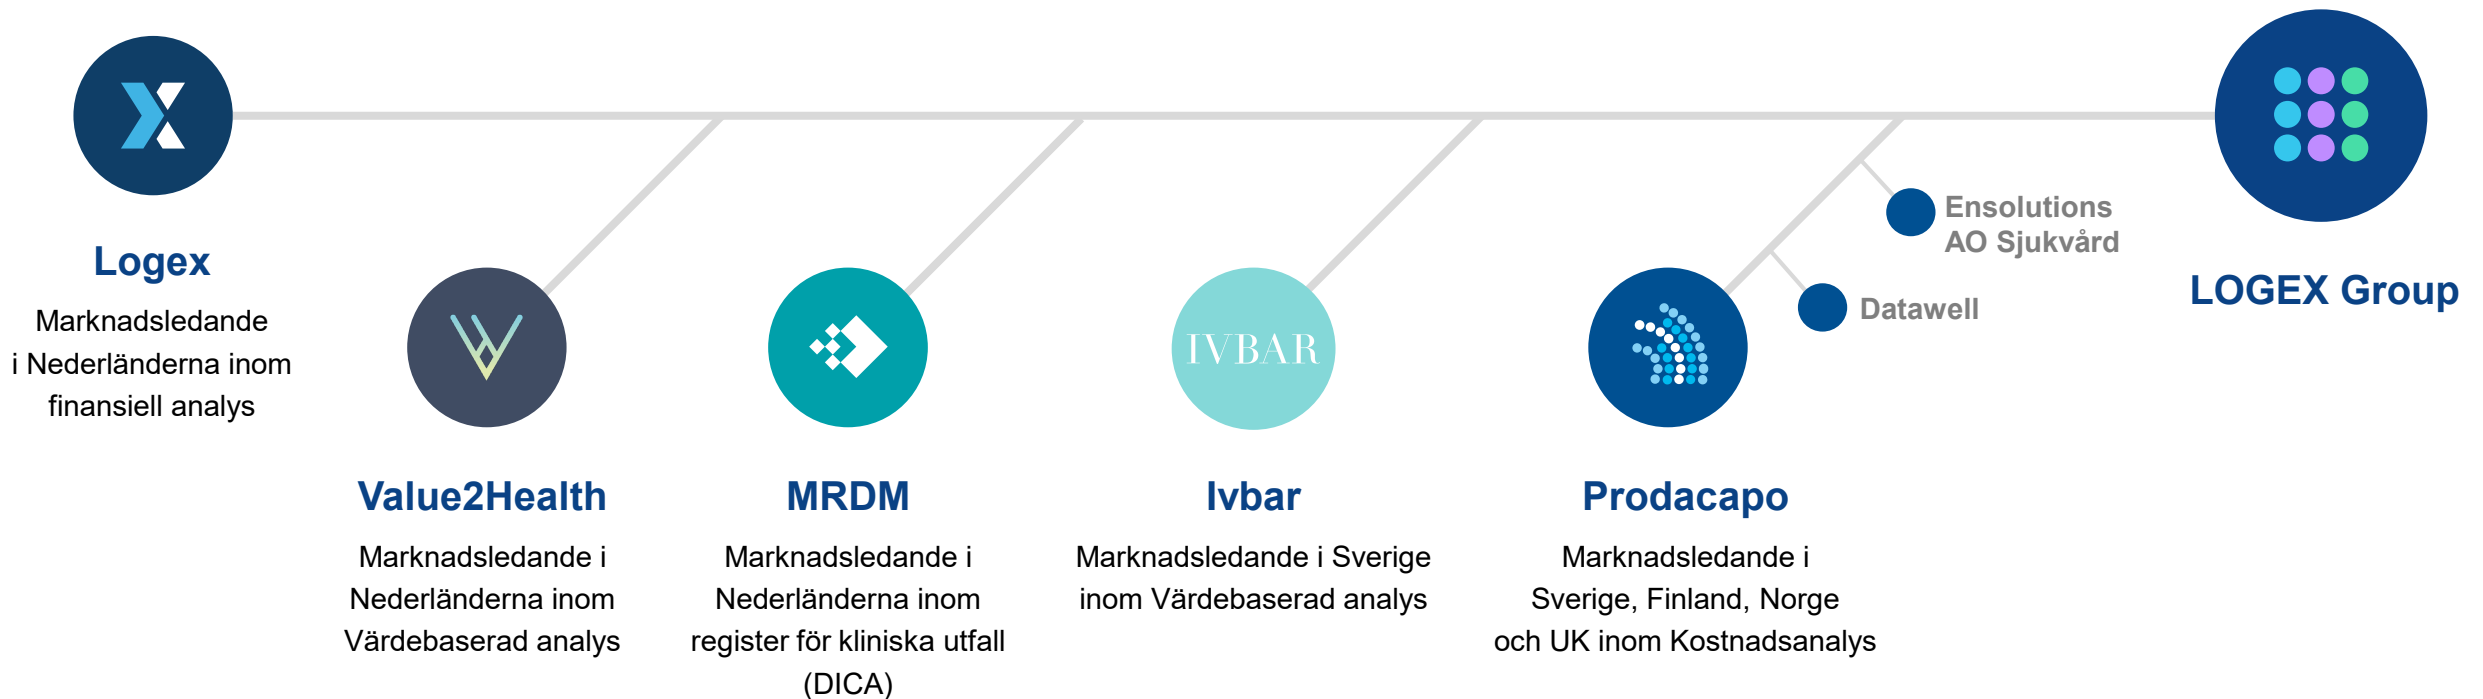 Logex
Marknadsledande
i Nederländerna inom
finansiell analys
Value2Health
Marknadsledande i
Nederländerna inom
Värdebaserad analys
MRDM
Marknadsledande i
Nederländerna inom
register för kliniska utfall
(DICA)
IVBAR
Ivbar
Marknadsledande i Sverige
inom Värdebaserad analys
Prodacapo
Marknadsledande i
Sverige, Finland, Norge
och UK inom Kostnadsanalys
Ensolutions
AO Sjukvård
Datawell
LOGEX Group